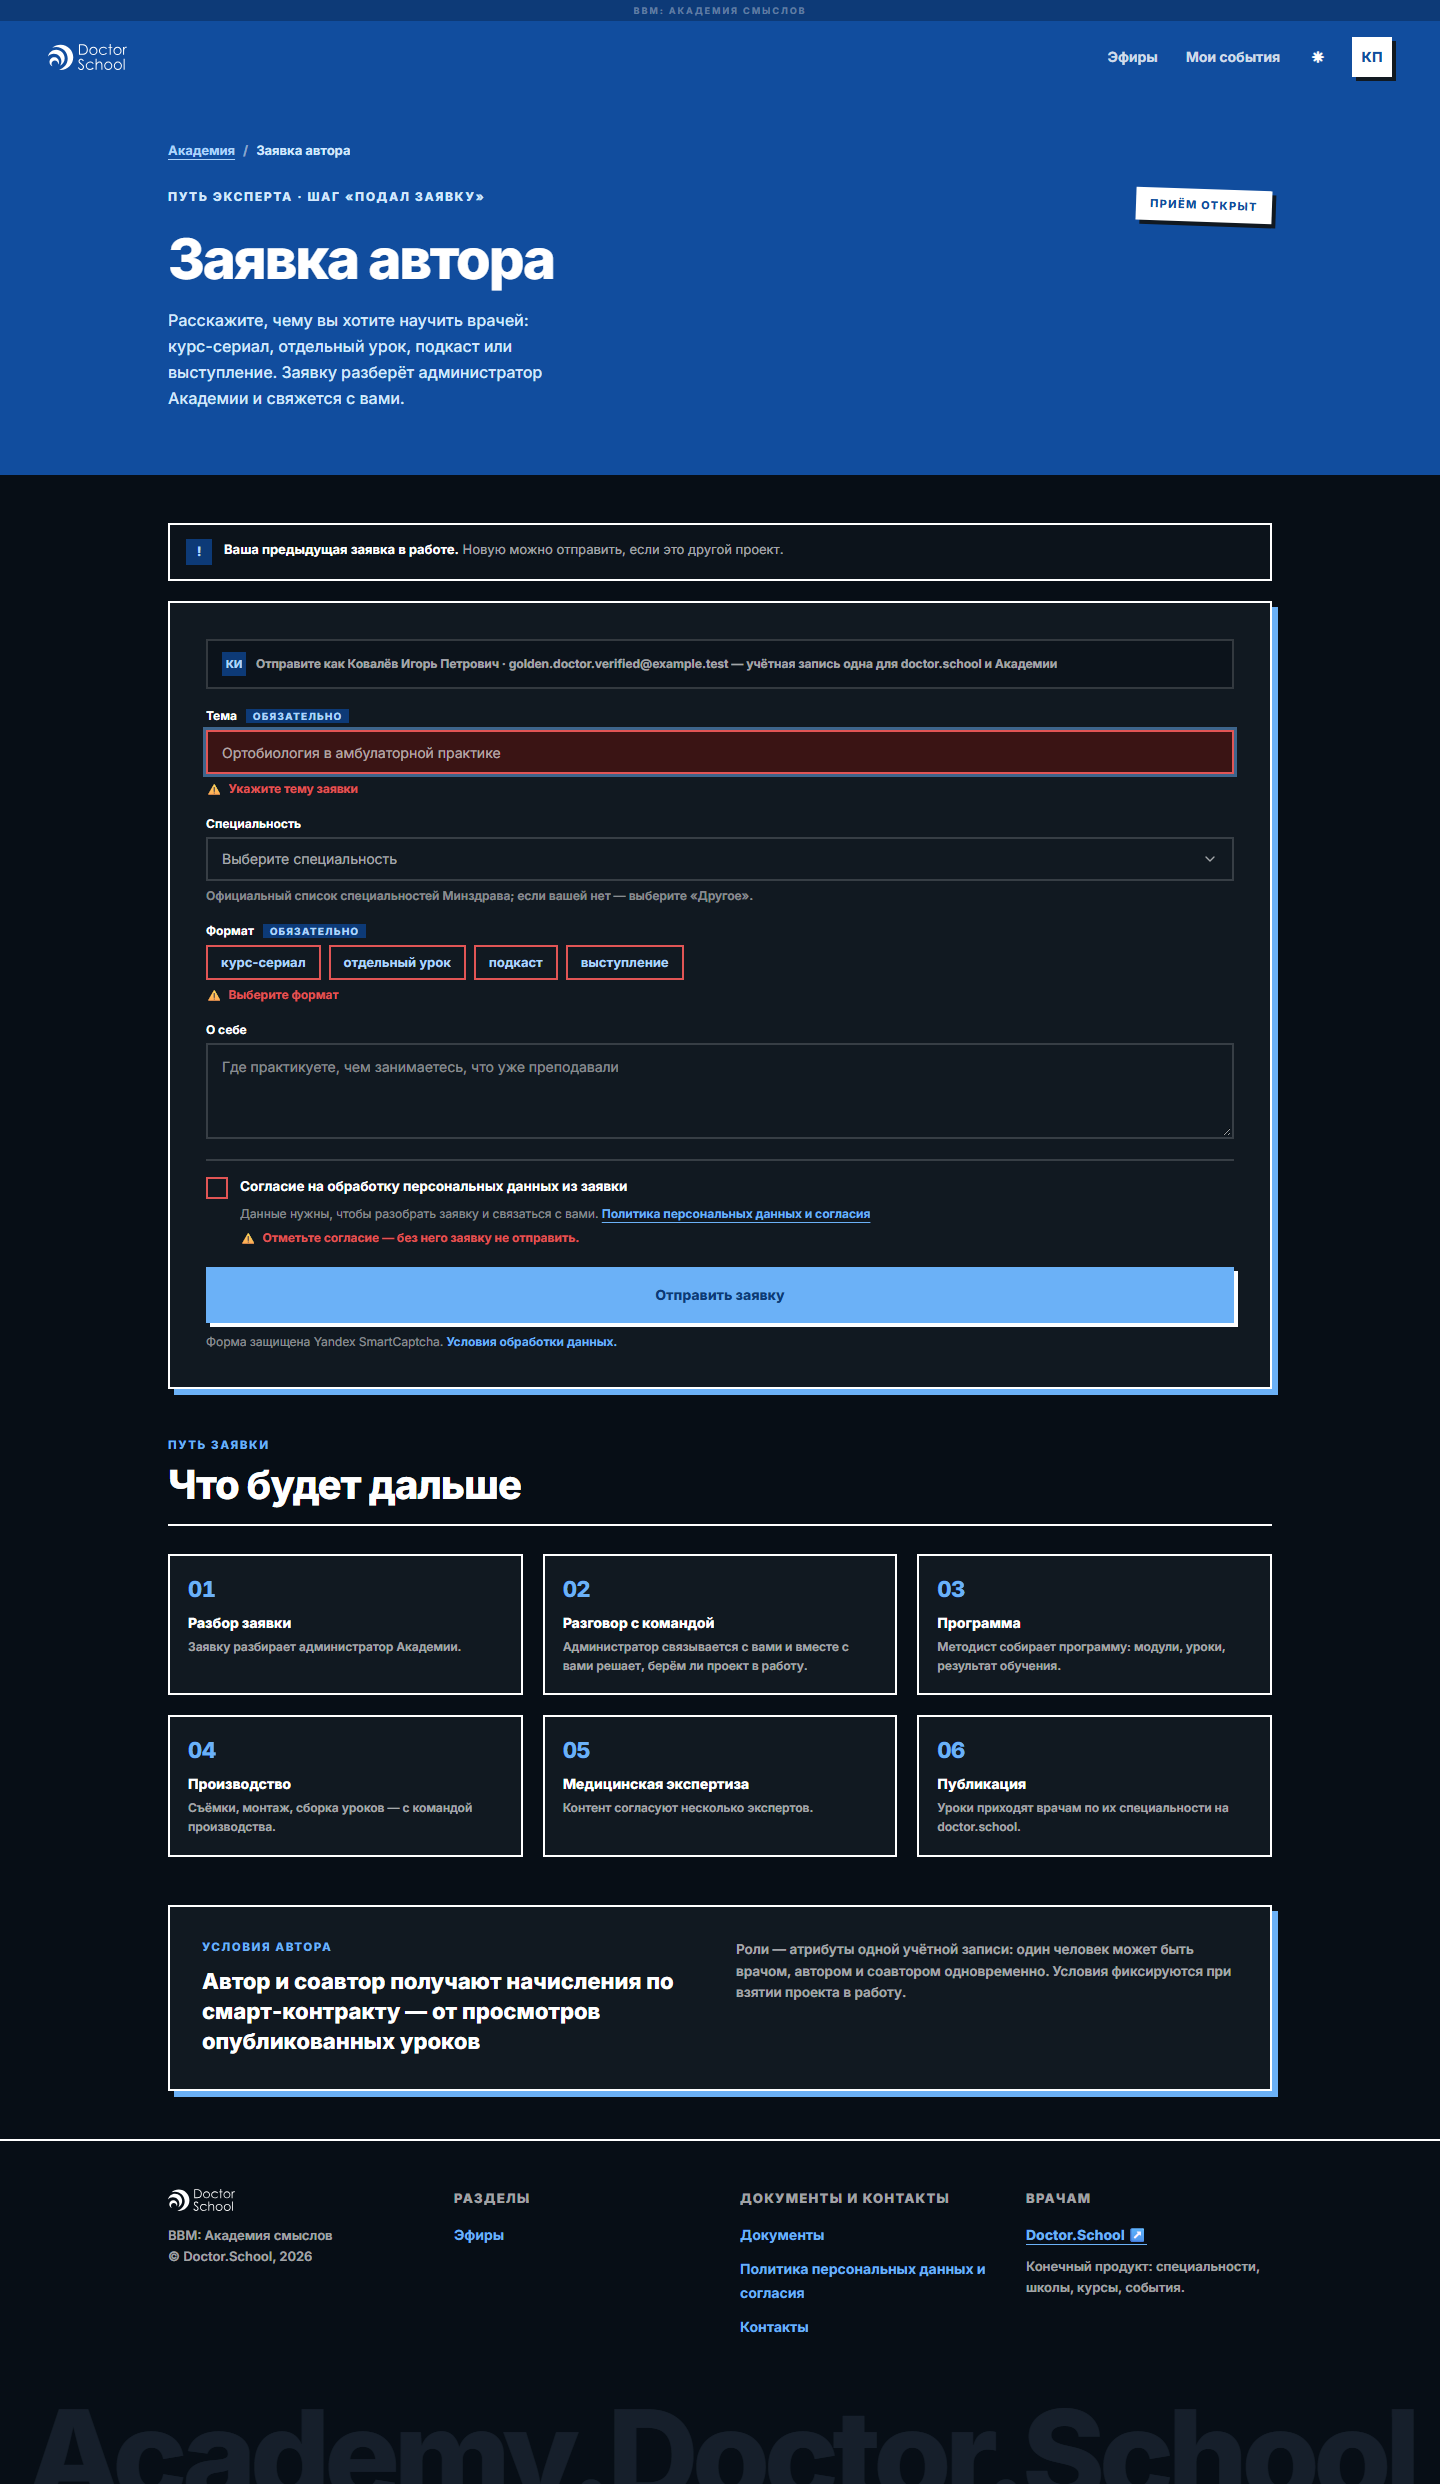 ВВМ: АКАДЕМИЯ СМЫСЛОВ
Doctor
School
Эфиры
Мои события
КП
Академия / Заявка автора
ПУТЬ ЭКСПЕРТА · ШАГ «ПОДАЛ ЗАЯВКУ»
ПРИЁМ ОТКРЫТ
Заявка автора
Расскажите, чему вы хотите научить врачей:
курс-сериал, отдельный урок, подкаст или
выступление. Заявку разберёт администратор
Академии и свяжется с вами.
! Ваша предыдущая заявка в работе. Новую можно отправить, если это другой проект.
КИ Отправите как Ковалёв Игорь Петрович · golden.doctor.verified@example.test — учётная запись одна для doctor.school и Академии
Тема ОБЯЗАТЕЛЬНО
Ортобиология в амбулаторной практике
Укажите тему заявки
Специальность
Выберите специальность
Официальный список специальностей Минздрава; если вашей нет — выберите «Другое».
Формат ОБЯЗАТЕЛЬНО
курс-сериал
отдельный урок
подкаст
выступление
Выберите формат
О себе
Где практикуете, чем занимаетесь, что уже преподавали
Согласие на обработку персональных данных из заявки
Данные нужны, чтобы разобрать заявку и связаться с вами. Политика персональных данных и согласия
Отметьте согласие — без него заявку не отправить.
Отправить заявку
Форма защищена Yandex SmartCaptcha. Условия обработки данных.
ПУТЬ ЗАЯВКИ
Что будет дальше
01
Разбор заявки
Заявку разбирает администратор Академии.
02
Разговор с командой
Администратор связывается с вами и вместе с
вами решает, берём ли проект в работу.
03
Программа
Методист собирает программу: модули, уроки,
результат обучения.
04
Производство
Съёмки, монтаж, сборка уроков — с командой
производства.
05
Медицинская экспертиза
Контент согласуют несколько экспертов.
06
Публикация
Уроки приходят врачам по их специальности на
doctor.school.
УСЛОВИЯ АВТОРА
Автор и соавтор получают начисления по
смарт-контракту — от просмотров
опубликованных уроков
Роли — атрибуты одной учётной записи: один человек может быть
врачом, автором и соавтором одновременно. Условия фиксируются при
взятии проекта в работу.
Doctor
School
ВВМ: Академия смыслов
© Doctor.School, 2026
РАЗДЕЛЫ
Эфиры
ДОКУМЕНТЫ И КОНТАКТЫ
Документы
Политика персональных данных и
согласия
Контакты
ВРАЧАМ
Doctor.School
Конечный продукт: специальности,
школы, курсы, события.
Academy.Doctor.School